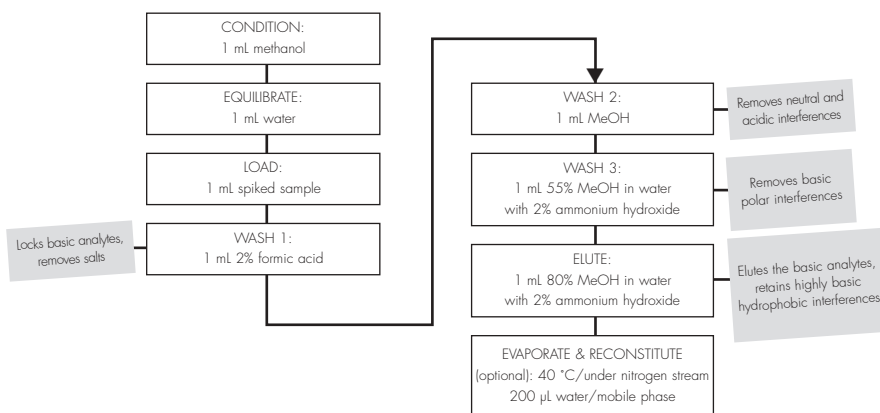 CONDITION:
1 mL methanol
EQUILIBRATE:
1 mL water
LOAD:
1 mL spiked sample
Locks basic analytes,
removes salts
WASH 1:
1 mL 2% formic acid
WASH 2:
1 mL MeOH
Removes neutral and
acidic interferences
WASH 3:
1 mL 55% MeOH in water
with 2% ammonium hydroxide
Removes basic
polar interferences
ELUTE:
1 mL 80% MeOH in water
with 2% ammonium hydroxide
Elutes the basic analytes,
retains highly basic
hydrophobic interferences
EVAPORATE & RECONSTITUTE
(optional): 40 °C/under nitrogen stream
200 µL water/mobile phase